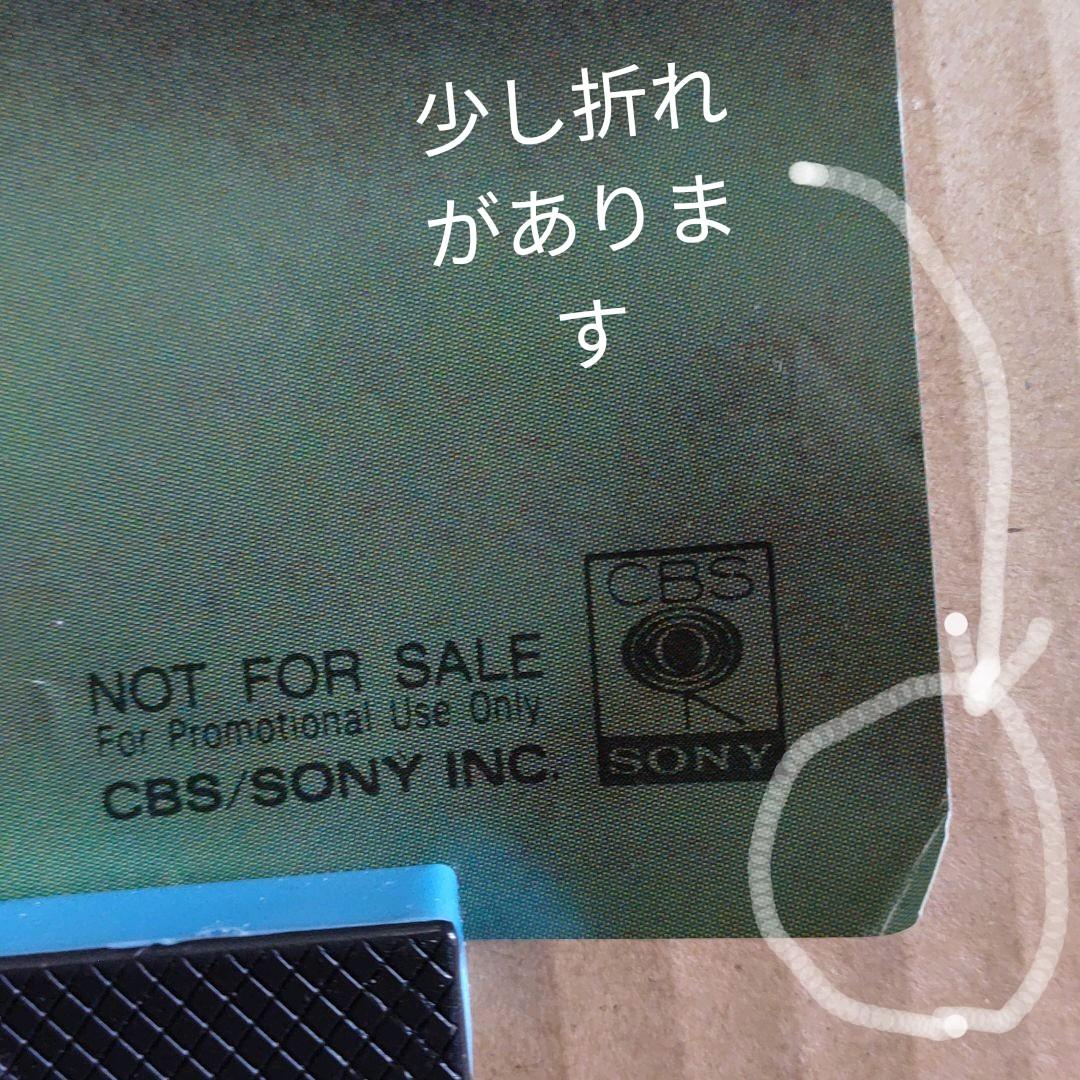 少し折れ
がありま
す
CBS
NOT FOR SALE
For Promotional Use Only
CBS/SONY INC.
SONY